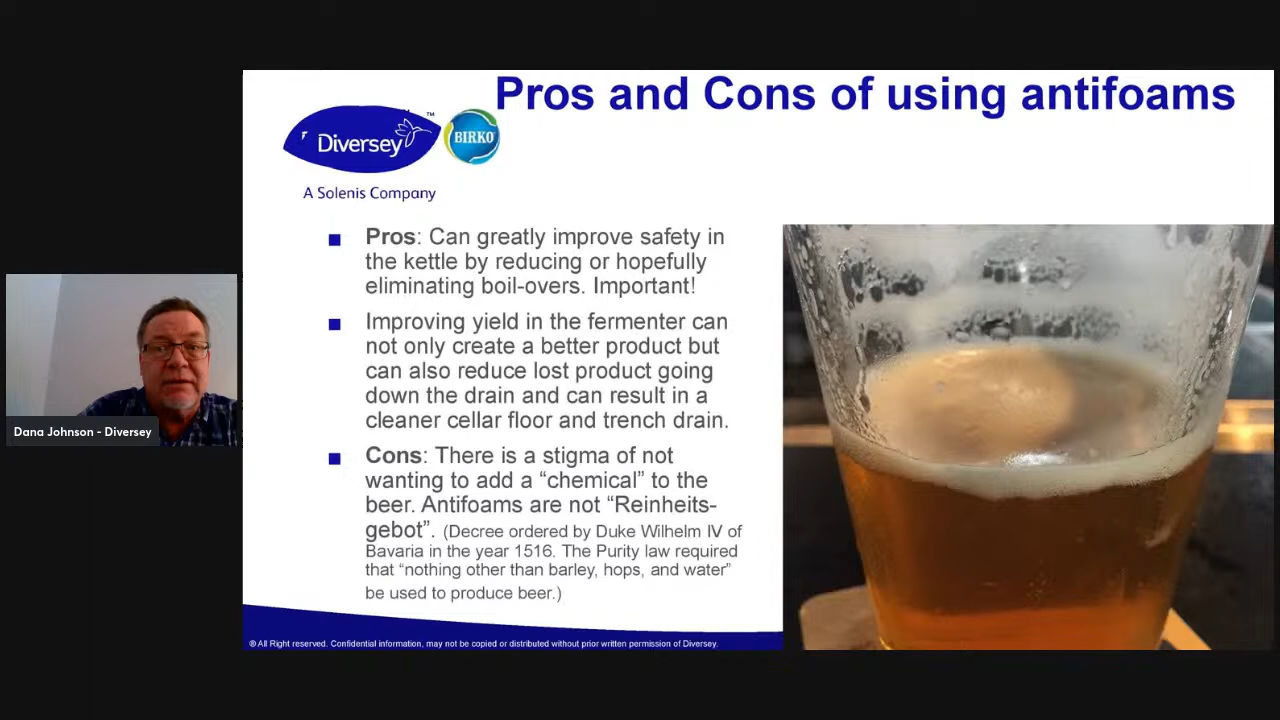 Pros and Cons of using antifoams
Diversey™
BIRKO
A Solenis Company
■ Pros: Can greatly improve safety in
the kettle by reducing or hopefully
eliminating boil-overs. Important!
■ Improving yield in the fermenter can
not only create a better product but
can also reduce lost product going
down the drain and can result in a
cleaner cellar floor and trench drain.
■ Cons: There is a stigma of not
wanting to add a “chemical” to the
beer. Antifoams are not “Reinheits-
gebot”. (Decree ordered by Duke Wilhelm IV of
Bavaria in the year 1516. The Purity law required
that “nothing other than barley, hops, and water”
be used to produce beer.)
Dana Johnson - Diversey
® All Right reserved. Confidential information, may not be copied or distributed without prior written permission of Diversey.